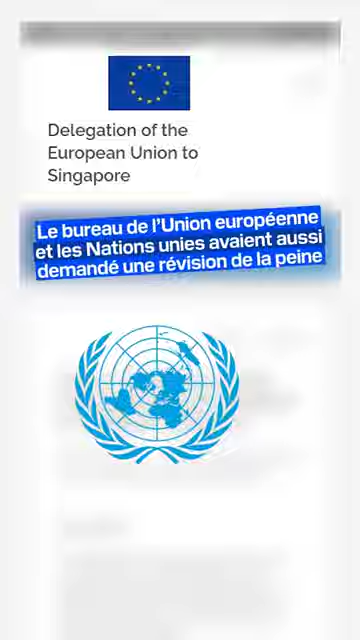 Delegation of the
European Union to
Singapore
Le bureau de l'Union européenne
et les Nations unies avaient aussi
demandé une révision de la peine